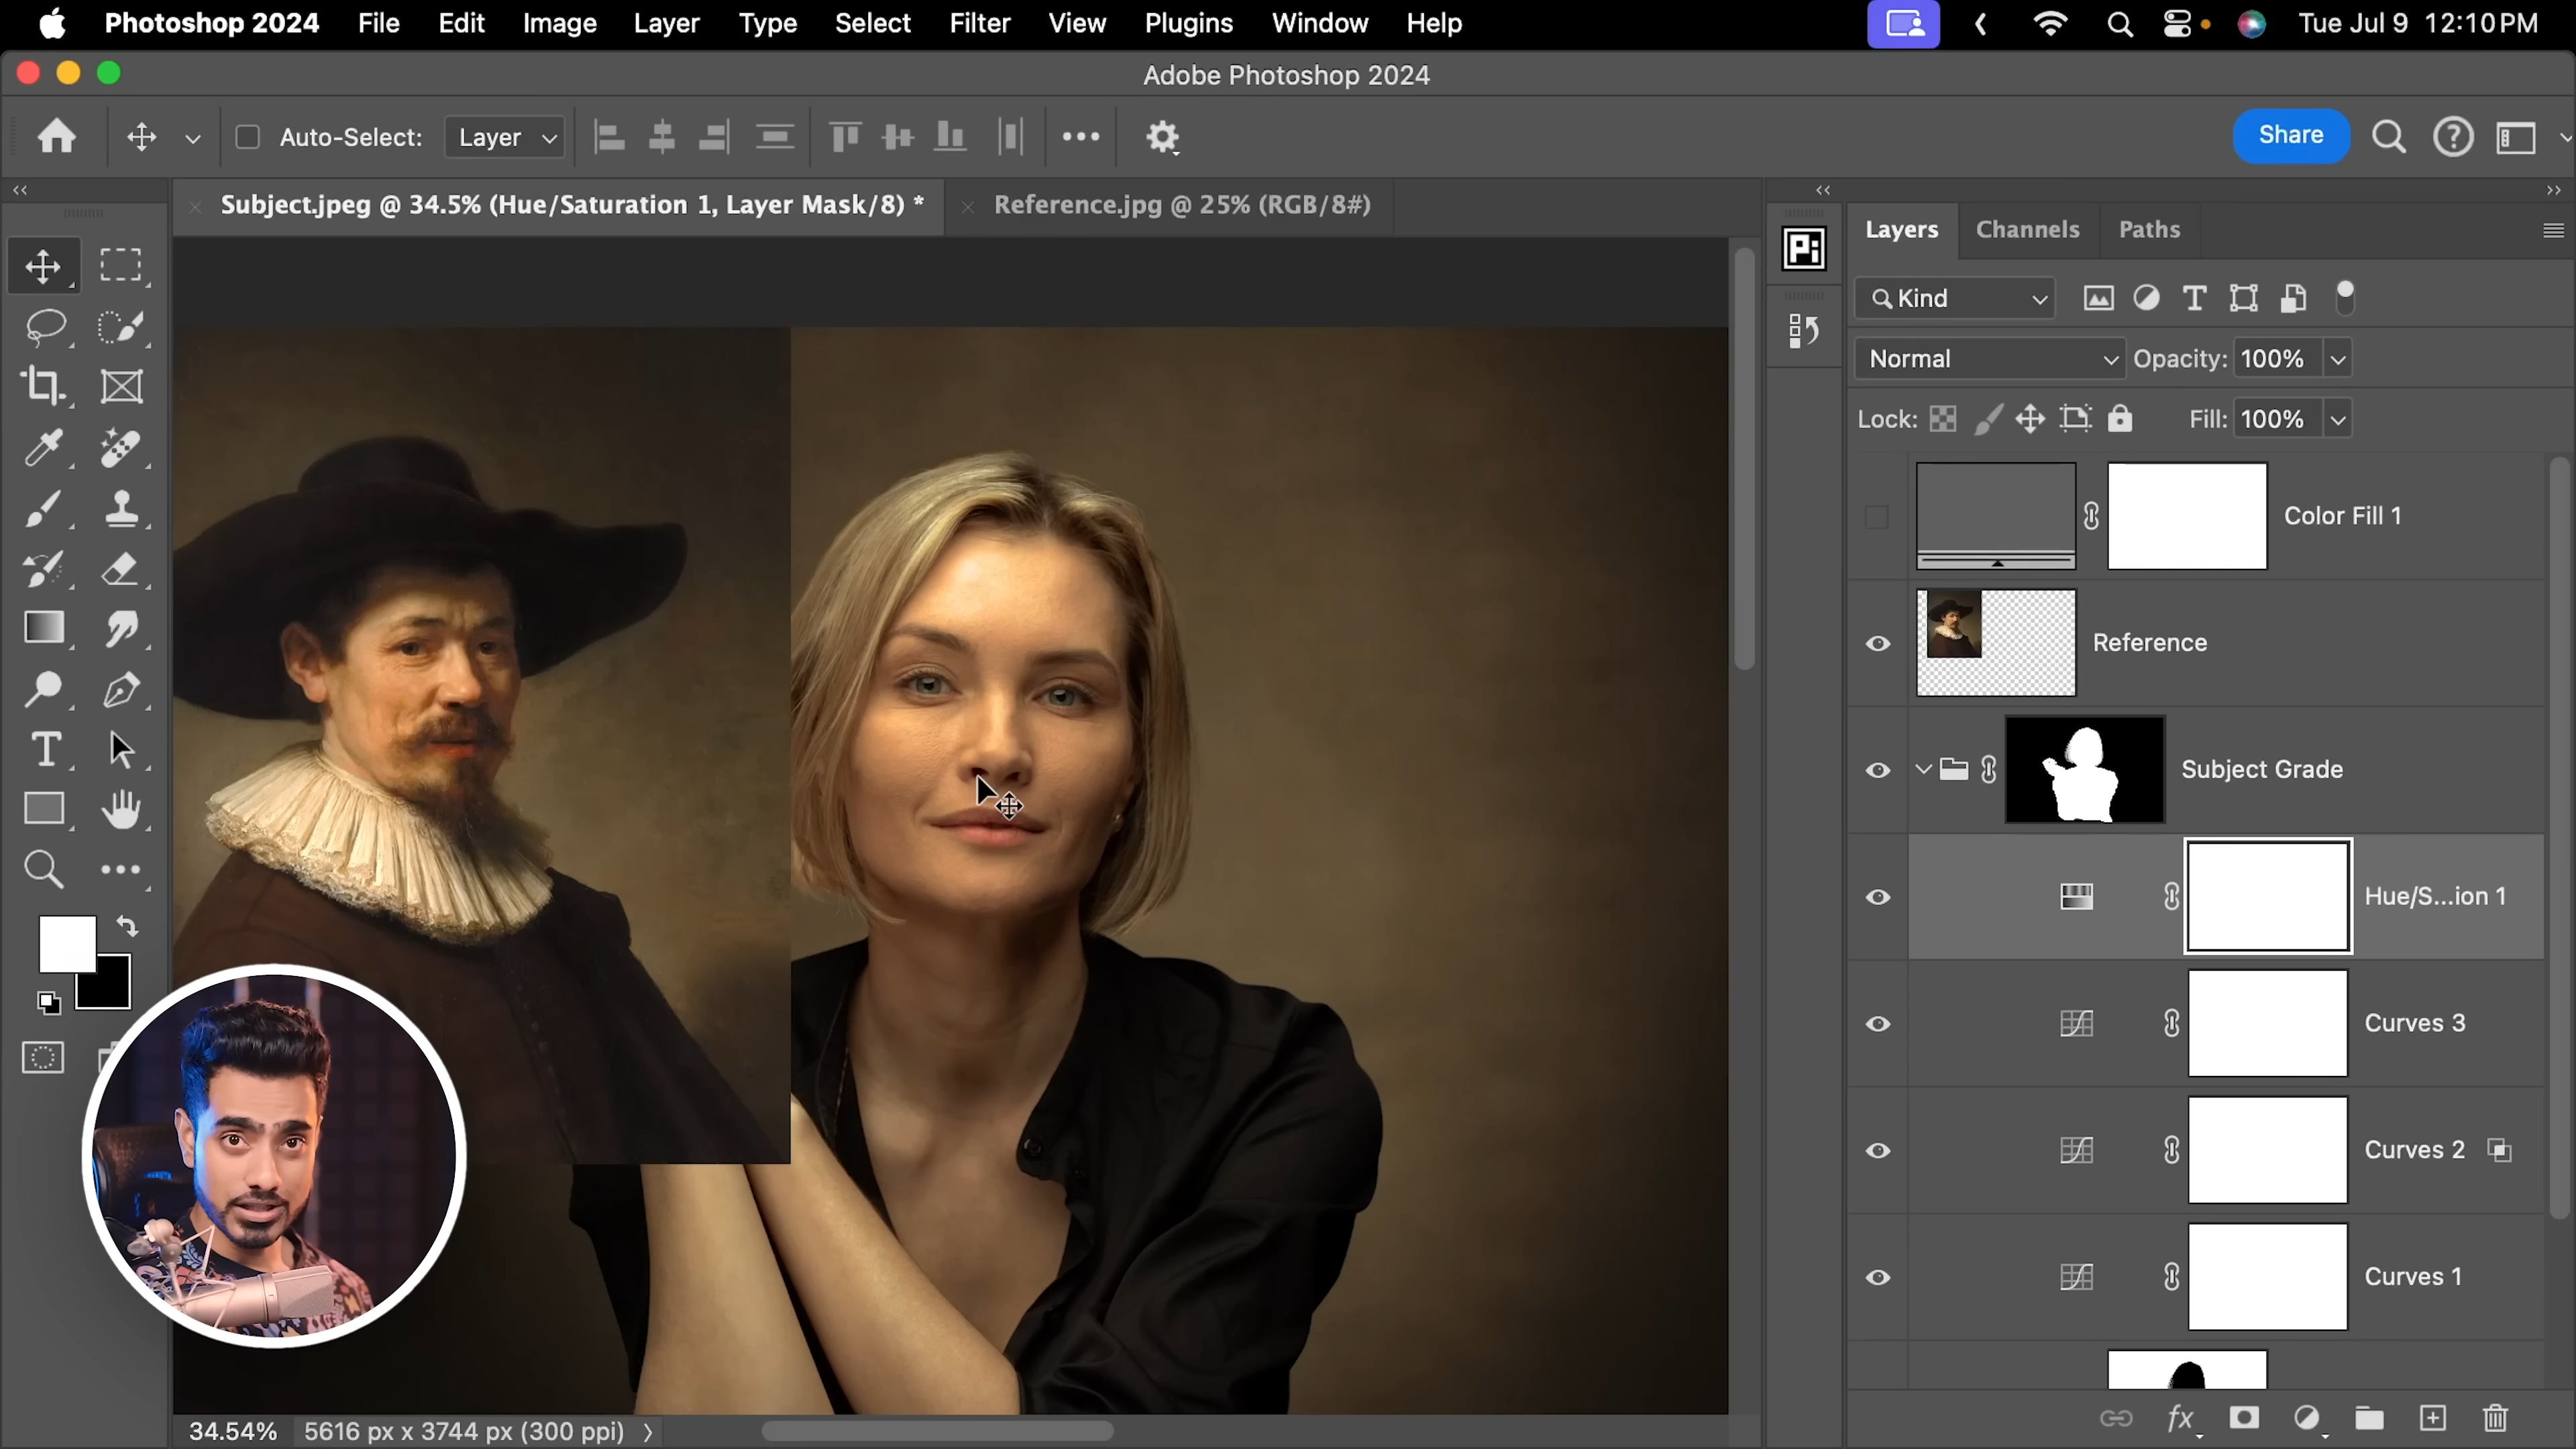 Photoshop 2024 File Edit Image Layer Type Select Filter View Plugins Window Help Tue Jul 9 12:10 PM
Adobe Photoshop 2024
Auto-Select: Layer Share
Subject.jpeg @ 34.5% (Hue/Saturation 1, Layer Mask/8) * Reference.jpg @ 25% (RGB/8#)
Layers Channels Paths
Kind
Normal Opacity: 100%
Lock: Fill: 100%
Color Fill 1
Reference
Subject Grade
Hue/S...ion 1
Curves 3
Curves 2
Curves 1
fx
Pi
34.54% 5616 px x 3744 px (300 ppi)